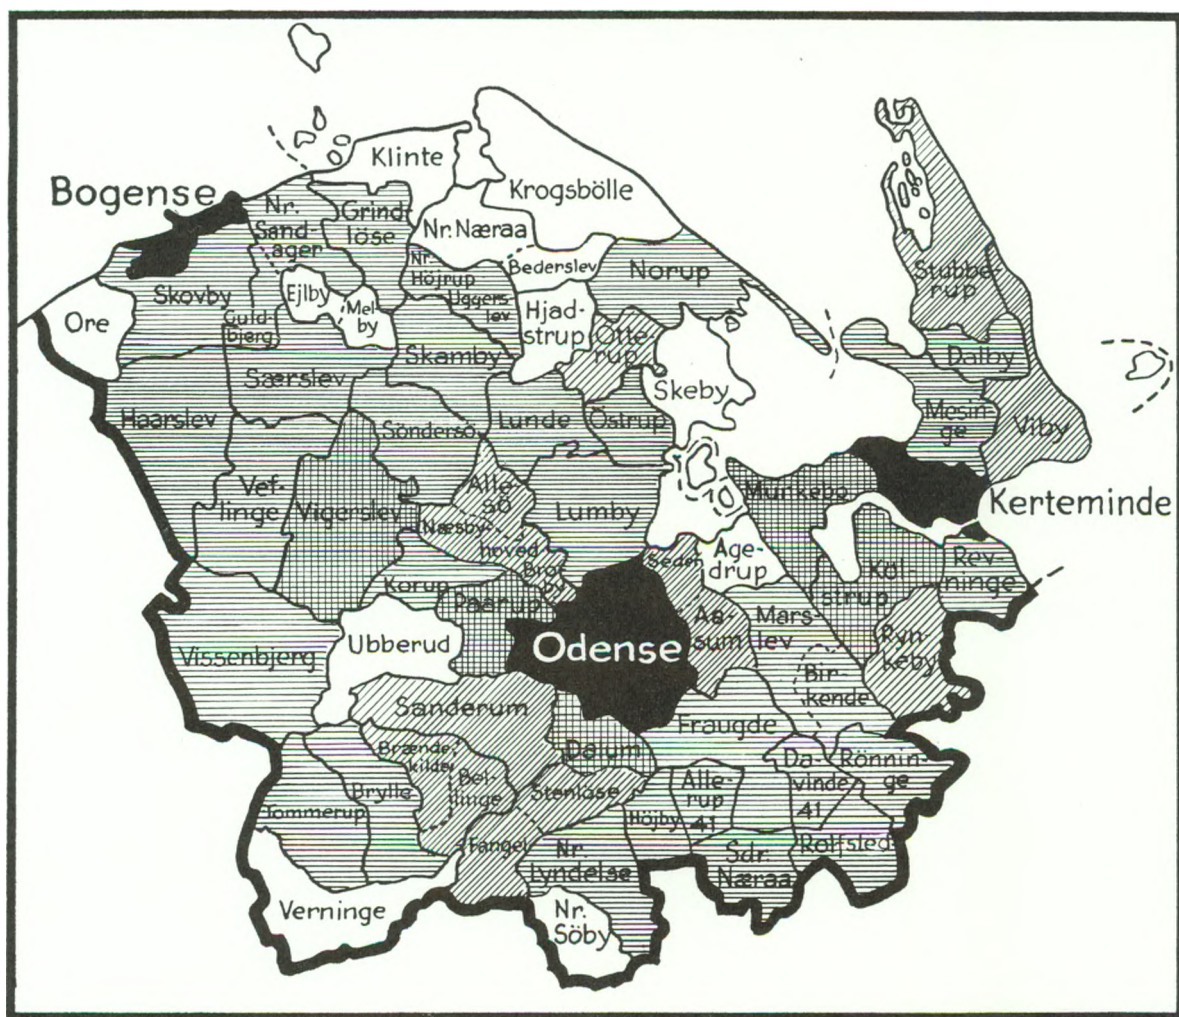 Klinte
Bogense
Krogsbölle
Nr.
Sand-
ager
Grind-
löse
Nr. Næraa
Nr.
Höjrup
Bederslev
Norup
Stubbe-
rup
Ore
Skovby
Ejlby
Mel-
by
Uggers-
lev
Hjad-
strup
Otte-
rup
Guld-
bjerg
Særslev
Skamby
Skeby
Dalby
Haarslev
Söndersö
Lunde
Östrup
Mesin-
ge
Viby
Vef-
linge
Vigerslev
Alle-
sö
Lumby
Munkebo
Kerteminde
Næsby-
hoved
Bro-
by
Seden
Age-
drup
Köl-
strup
Rev-
ninge
Korup
Paarup
Ubberud
Odense
Aa-
sum
Mars-
lev
Ryn-
keby
Vissenbjerg
Bir-
kende
Sanderum
Fraugde
Brænde-
kilde
Bel-
linge
Dalum
Da-
vinde
41
Rönnin-
ge
Tommerup
Brylle
Stenlöse
Höjby
Alle-
rup
41
Fangel
Nr.
Lyndelse
Sdr.
Næraa
Rolfsled
Verninge
Nr.
Söby